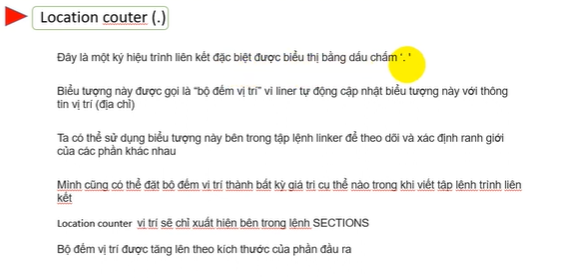 Location couter (.)
Đây là một ký hiệu trình liên kết đặc biệt được biểu thị bằng dấu chấm '. '
Biểu tượng này được gọi là "bộ đếm vị trí" vì liner tự động cập nhật biểu tượng này với thông
tin vị trí (địa chỉ)
Ta có thể sử dụng biểu tượng này bên trong tập lệnh linker để theo dõi và xác định ranh giới
của các phần khác nhau
Mình cũng có thể đặt bộ đếm vị trí thành bất kỳ giá trị cụ thể nào trong khi viết tập lệnh trình liên
kết
Location counter vị trí sẽ chỉ xuất hiện bên trong lệnh SECTIONS
Bộ đếm vị trí được tăng lên theo kích thước của phần đầu ra